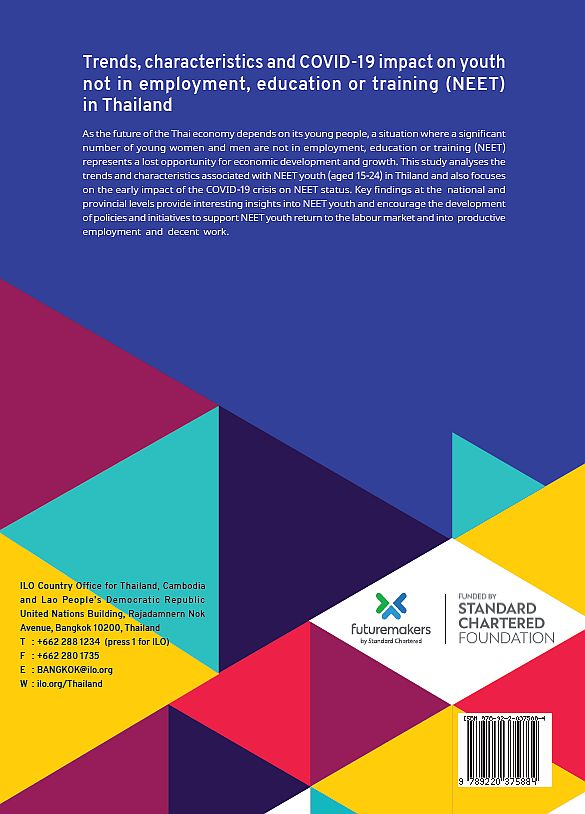 Trends, characteristics and COVID-19 impact on youth
not in employment, education or training (NEET)
in Thailand
As the future of the Thai economy depends on its young people, a situation where a significant
number of young women and men are not in employment, education or training (NEET)
represents a lost opportunity for economic development and growth. This study analyses the
trends and characteristics associated with NEET youth (aged 15-24) in Thailand and also focuses
on the early impact of the COVID-19 crisis on NEET status. Key findings at the national and
provincial levels provide interesting insights into NEET youth and encourage the development
of policies and initiatives to support NEET youth return to the labour market and into productive
employment and decent work.
ILO Country Office for Thailand, Cambodia
and Lao People's Democratic Republic
United Nations Building, Rajadamnern Nok
Avenue, Bangkok 10200, Thailand
T : +662 288 1234 (press 1 for ILO)
F : +662 280 1735
E : BANGKOK@ilo.org
W : ilo.org/Thailand
futuremakers
by Standard Chartered
FUNDED BY
STANDARD
CHARTERED
FOUNDATION
ISBN 978-92-2-037588-4
9 789220 375884